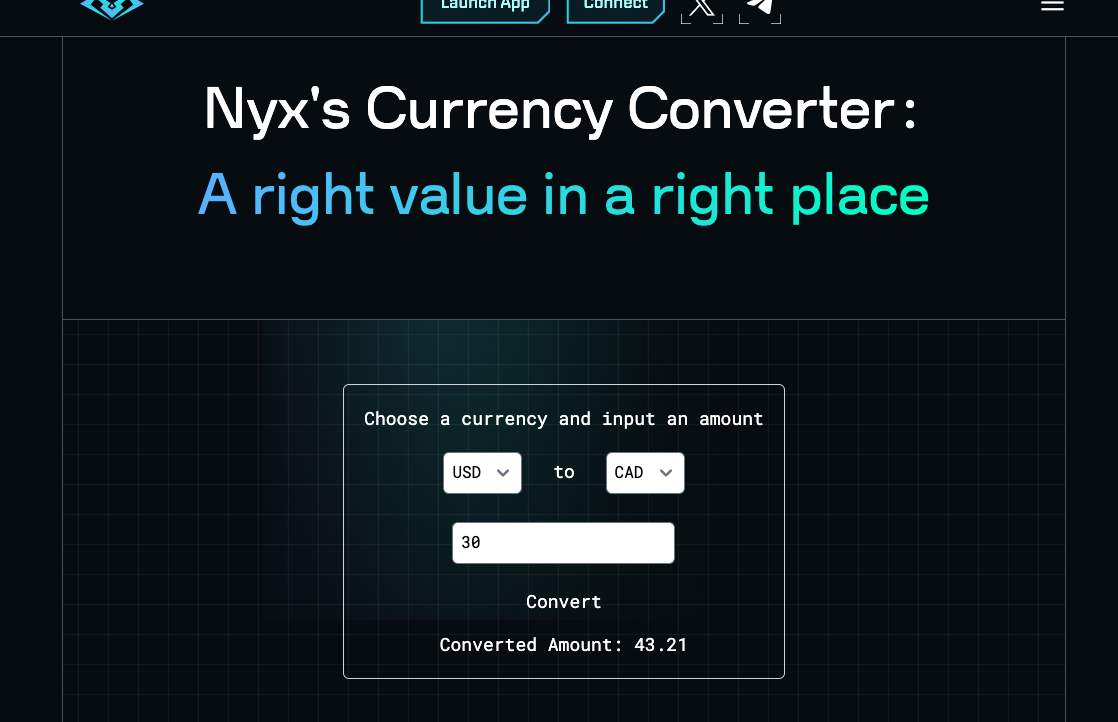 Launch App Connect
Nyx's Currency Converter:
A right value in a right place
Choose a currency and input an amount
USD to CAD
30
Convert
Converted Amount: 43.21